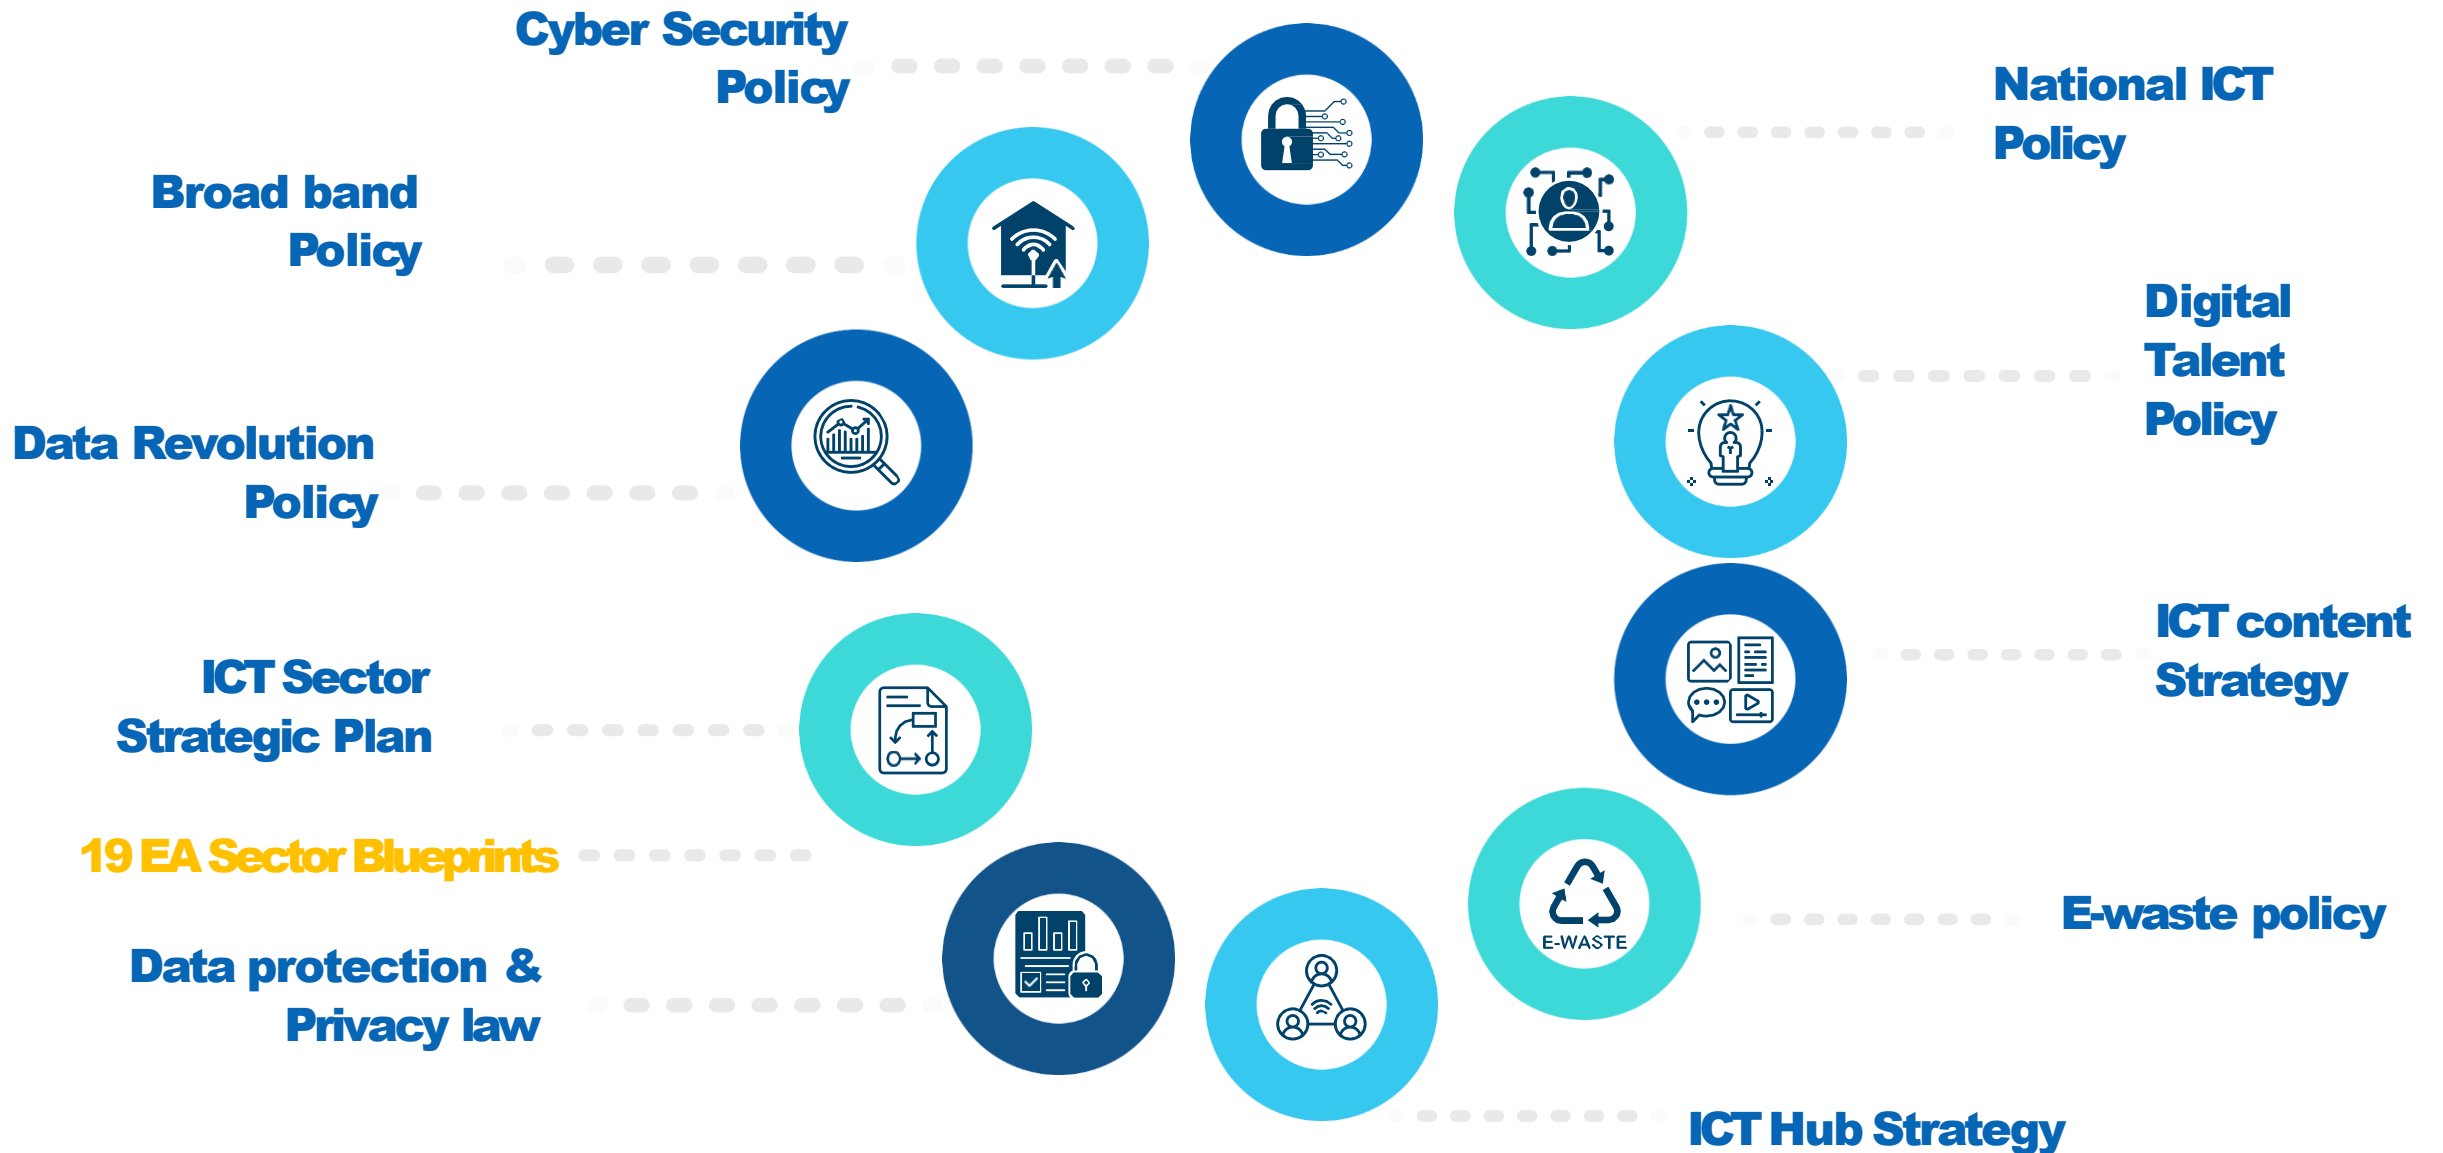 Cyber Security
Policy
National ICT
Policy
Broad band
Policy
Digital
Talent
Policy
Data Revolution
Policy
ICT content
Strategy
ICT Sector
Strategic Plan
19 EA Sector Blueprints
E-waste policy
E-WASTE
Data protection &
Privacy law
ICT Hub Strategy